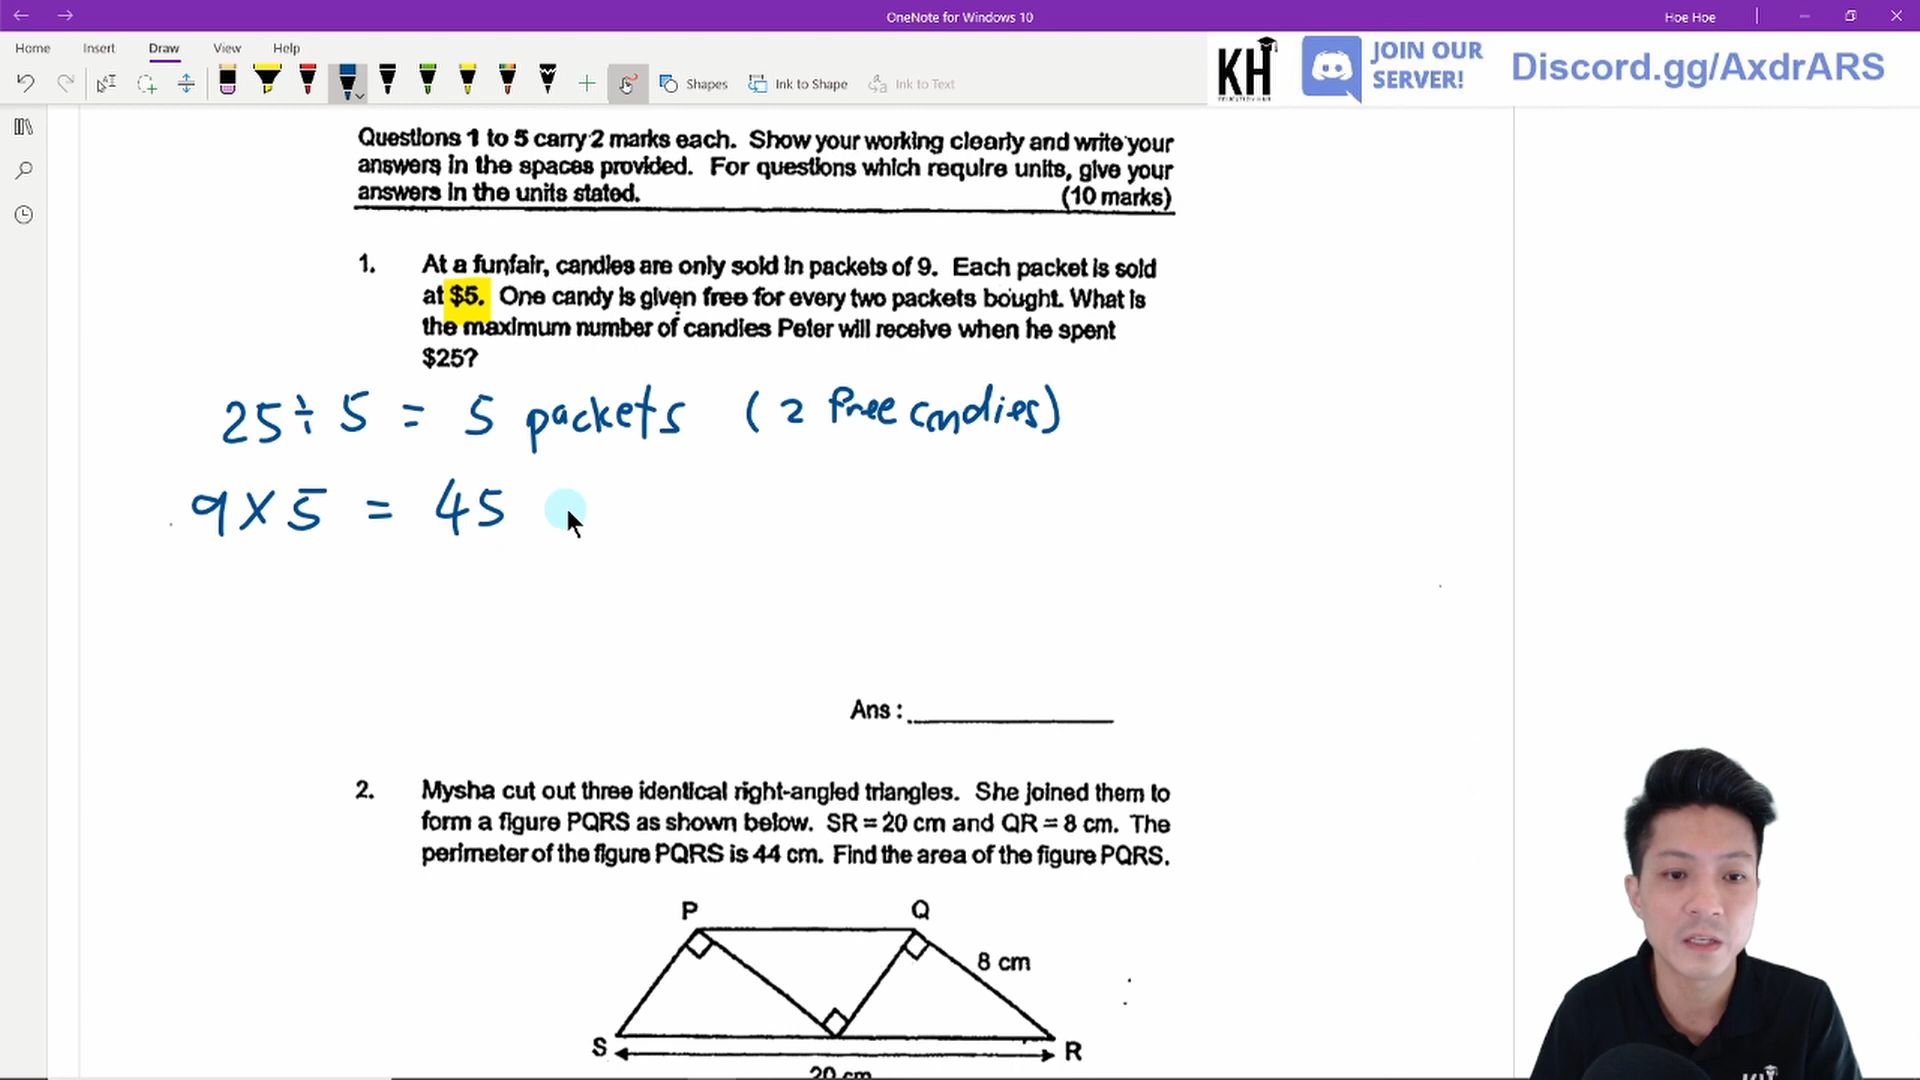 OneNote for Windows 10
Hoe Hoe
Home Insert Draw View Help
Shapes Ink to Shape Ink to Text
KH
JOIN OUR
SERVER!
Discord.gg/AxdrARS
Questions 1 to 5 carry 2 marks each. Show your working clearly and write your
answers in the spaces provided. For questions which require units, give your
answers in the units stated. (10 marks)
1. At a funfair, candies are only sold in packets of 9. Each packet is sold
at $5. One candy is given free for every two packets bought. What is
the maximum number of candies Peter will receive when he spent
$25?
25 ÷ 5 = 5 packets (2 free candies)
9 X 5 = 45
Ans :
2. Mysha cut out three identical right-angled triangles. She joined them to
form a figure PQRS as shown below. SR = 20 cm and QR = 8 cm. The
perimeter of the figure PQRS is 44 cm. Find the area of the figure PQRS.
P Q
8 cm
S R
20 cm
KH